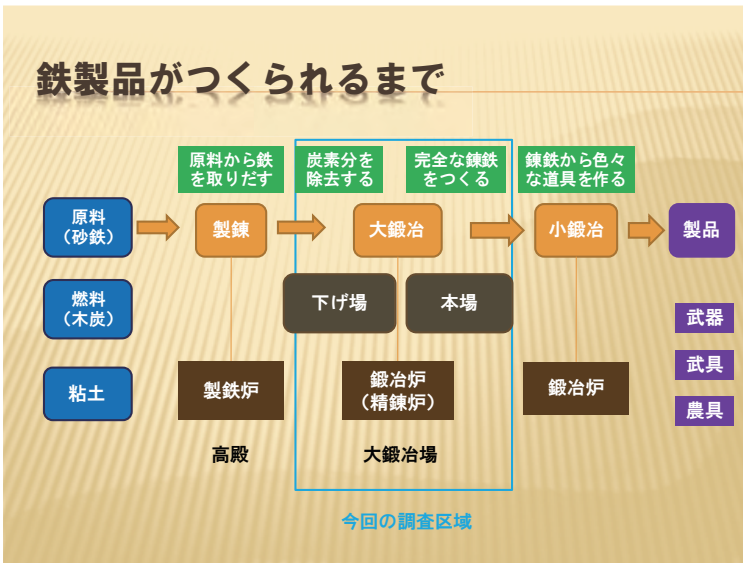 鉄製品がつくられるまで
原料から鉄
を取りだす
炭素分を
除去する
完全な錬鉄
をつくる
錬鉄から色々
な道具を作る
原料
（砂鉄）
製錬
大鍛冶
小鍛冶
製品
燃料
（木炭）
下げ場
本場
武器
武具
農具
粘土
製鉄炉
鍛冶炉
（精錬炉）
鍛冶炉
高殿
大鍛冶場
今回の調査区域